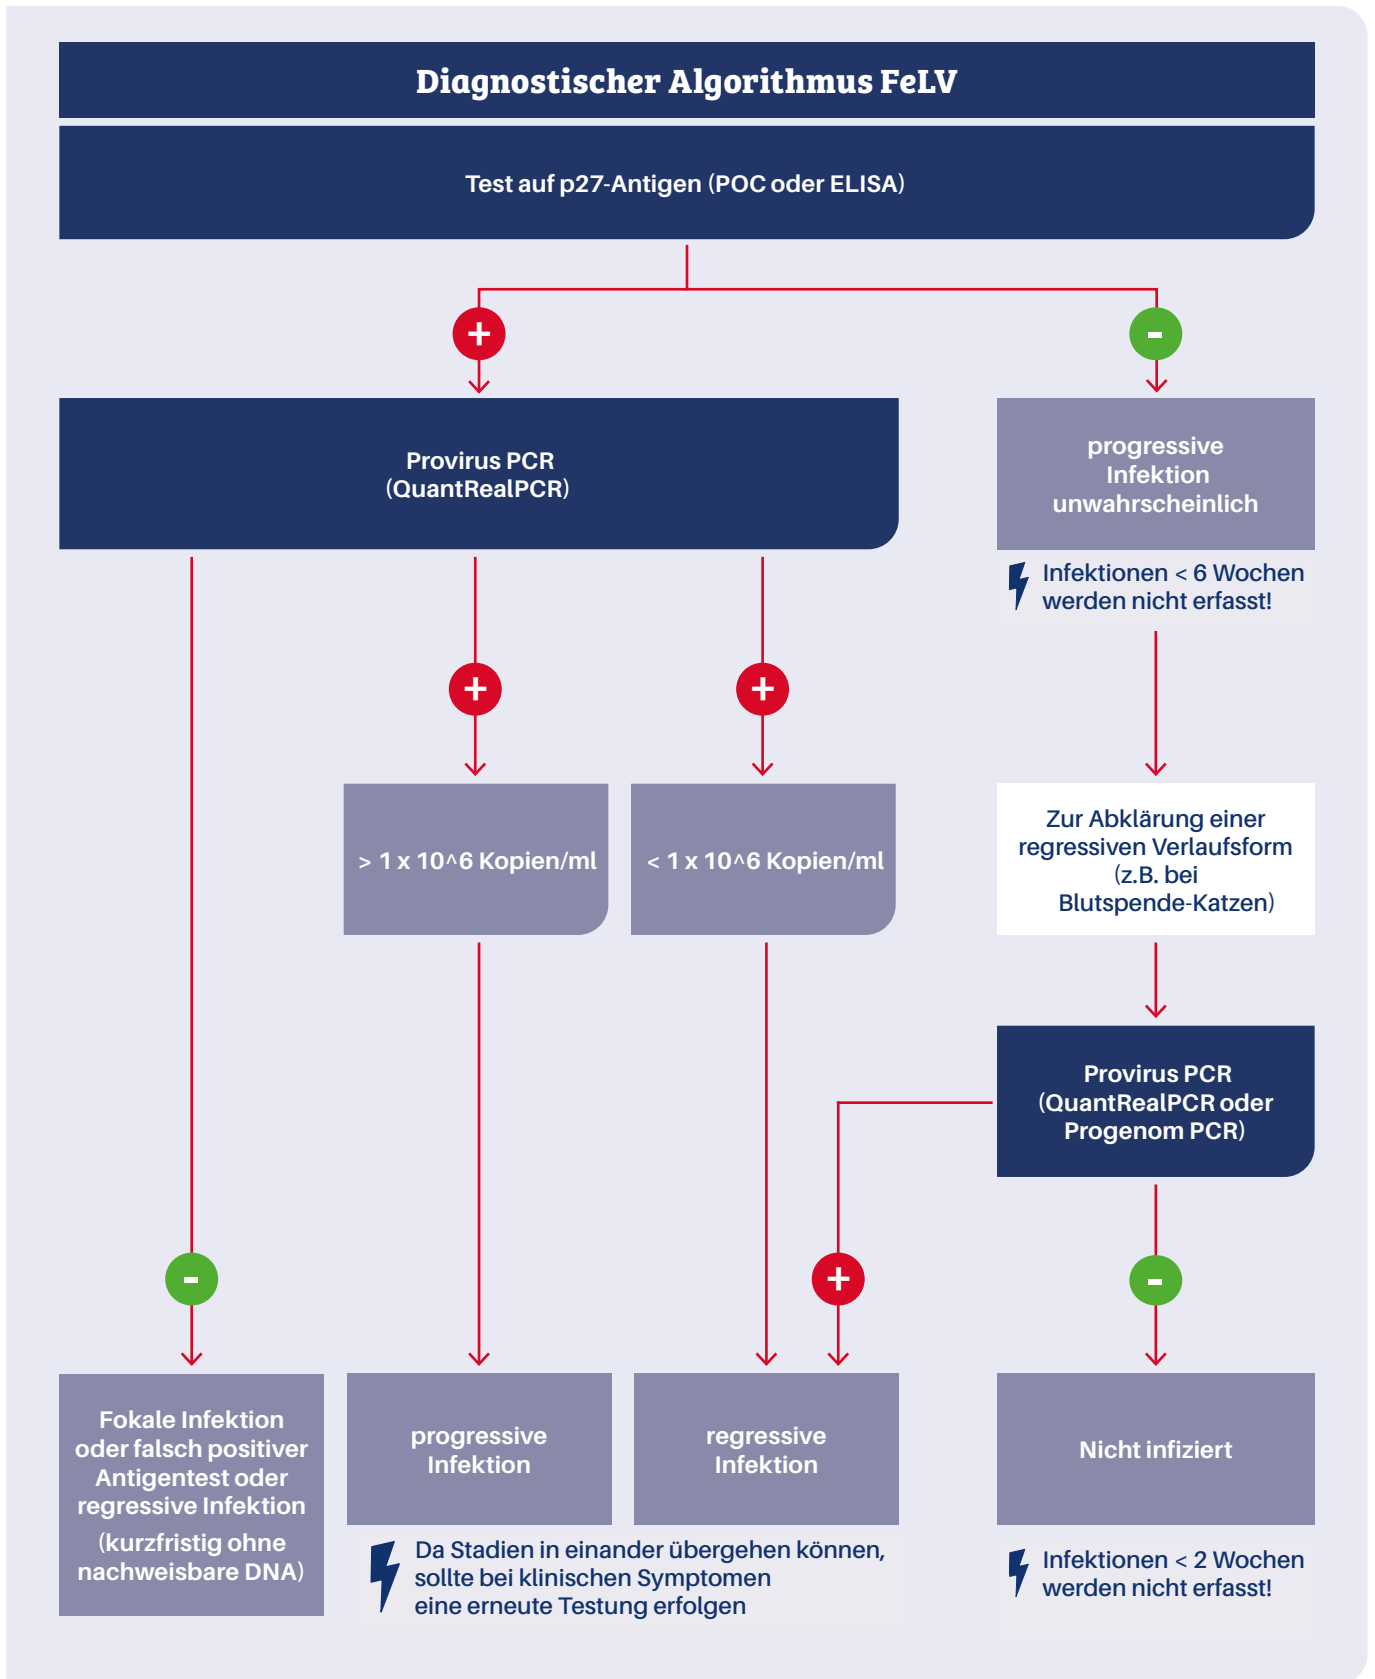 Diagnostischer Algorithmus FeLV
Test auf p27-Antigen (POC oder ELISA)
+
-
Provirus PCR
(QuantRealPCR)
progressive
Infektion
unwahrscheinlich
Infektionen < 6 Wochen
werden nicht erfasst!
+
+
> 1 x 10^6 Kopien/ml
< 1 x 10^6 Kopien/ml
Zur Abklärung einer
regressiven Verlaufsform
(z.B. bei
Blutspende-Katzen)
Provirus PCR
(QuantRealPCR oder
Progenom PCR)
-
+
-
Fokale Infektion
oder falsch positiver
Antigentest oder
regressive Infektion
(kurzfristig ohne
nachweisbare DNA)
progressive
Infektion
regressive
Infektion
Nicht infiziert
Da Stadien in einander übergehen können,
sollte bei klinischen Symptomen
eine erneute Testung erfolgen
Infektionen < 2 Wochen
werden nicht erfasst!